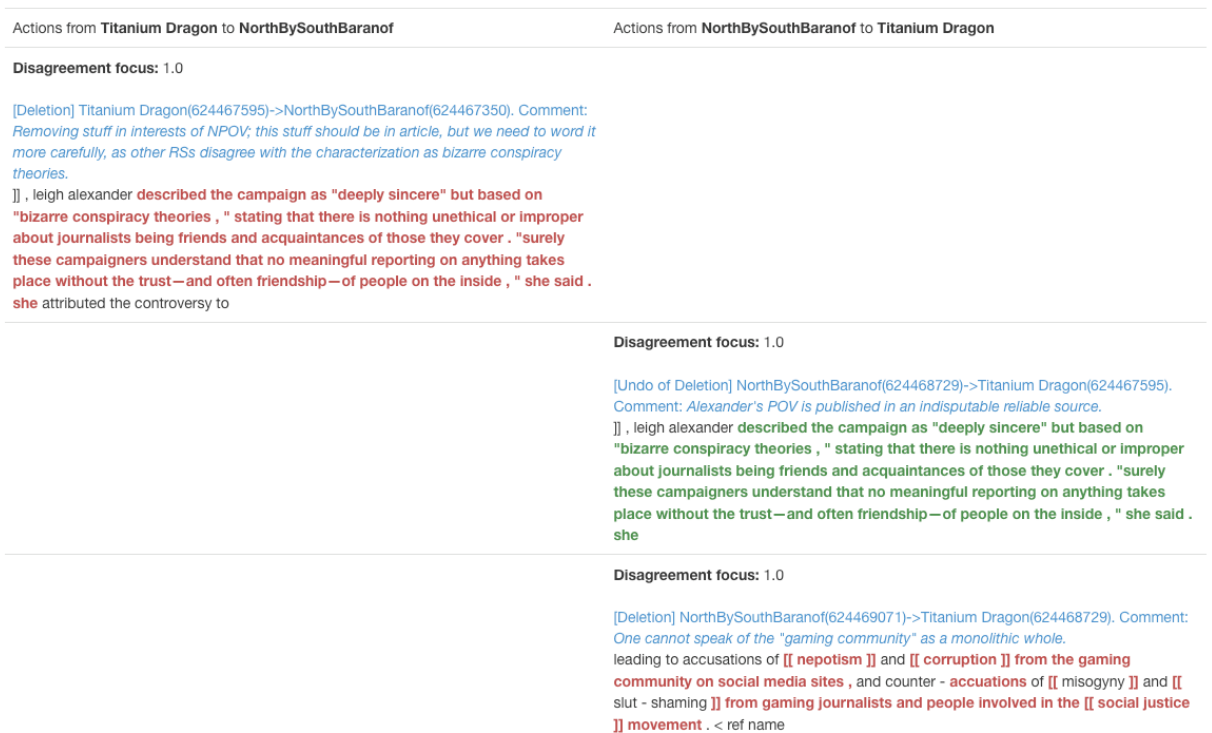 Actions from Titanium Dragon to NorthBySouthBaranof
Actions from NorthBySouthBaranof to Titanium Dragon
Disagreement focus: 1.0
[Deletion] Titanium Dragon(624467595)->NorthBySouthBaranof(624467350). Comment:
Removing stuff in interests of NPOV; this stuff should be in article, but we need to word it
more carefully, as other RSs disagree with the characterization as bizarre conspiracy
theories.
]] , leigh alexander described the campaign as "deeply sincere" but based on
"bizarre conspiracy theories , " stating that there is nothing unethical or improper
about journalists being friends and acquaintances of those they cover . "surely
these campaigners understand that no meaningful reporting on anything takes
place without the trust—and often friendship—of people on the inside , " she said .
she attributed the controversy to
Disagreement focus: 1.0
[Undo of Deletion] NorthBySouthBaranof(624468729)->Titanium Dragon(624467595).
Comment: Alexander's POV is published in an indisputable reliable source.
]] , leigh alexander described the campaign as "deeply sincere" but based on
"bizarre conspiracy theories , " stating that there is nothing unethical or improper
about journalists being friends and acquaintances of those they cover . "surely
these campaigners understand that no meaningful reporting on anything takes
place without the trust—and often friendship—of people on the inside , " she said .
she
Disagreement focus: 1.0
[Deletion] NorthBySouthBaranof(624469071)->Titanium Dragon(624468729). Comment:
One cannot speak of the "gaming community" as a monolithic whole.
leading to accusations of [[ nepotism ]] and [[ corruption ]] from the gaming
community on social media sites , and counter - accuations of [[ misogyny ]] and [[
slut - shaming ]] from gaming journalists and people involved in the [[ social justice
]] movement . < ref name